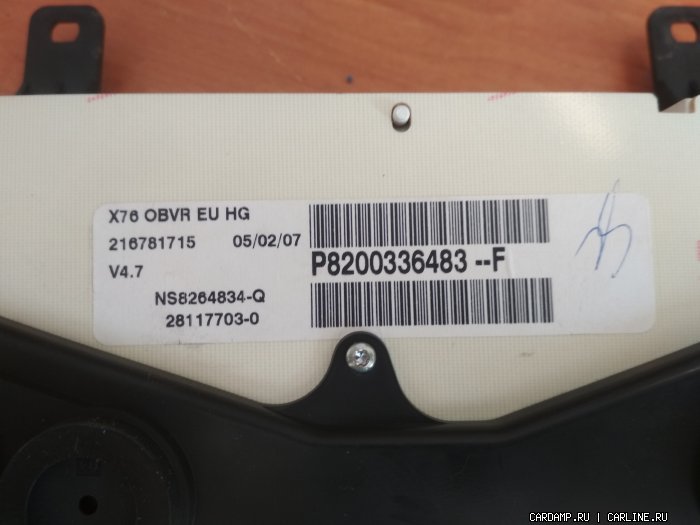 X76 OBVR EU HG
216781715 05/02/07
V4.7
P8200336483 --F
NS8264834-Q
28117703-0
CARDAMP.RU | CARLINE.RU